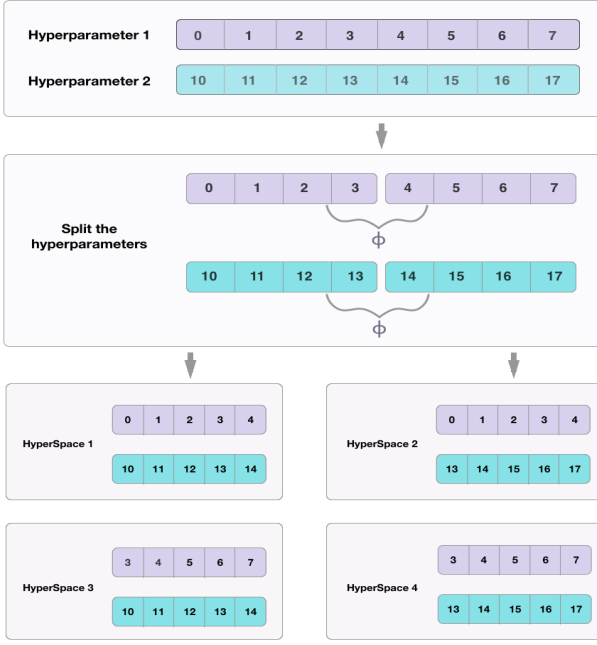 Hyperparameter 1 0 1 2 3 4 5 6 7
Hyperparameter 2 10 11 12 13 14 15 16 17
0 1 2 3 4 5 6 7
Split the
hyperparameters
ϕ
10 11 12 13 14 15 16 17
ϕ
HyperSpace 1
0 1 2 3 4
10 11 12 13 14
HyperSpace 2
0 1 2 3 4
13 14 15 16 17
HyperSpace 3
3 4 5 6 7
10 11 12 13 14
HyperSpace 4
3 4 5 6 7
13 14 15 16 17